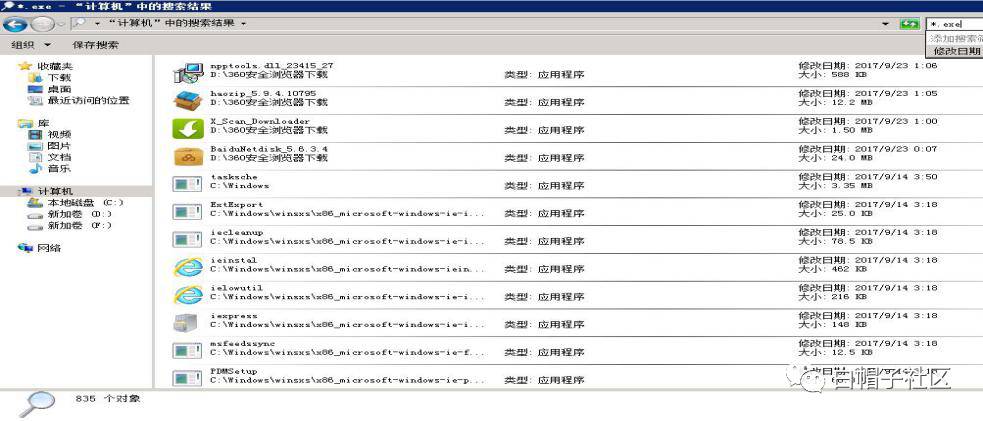 *.exe - “计算机”中的搜索结果
“计算机”中的搜索结果
*.exe
添加搜索
组织 保存搜索
修改日期
收藏夹
下载
桌面
最近访问的位置
库
视频
图片
文档
音乐
计算机
本地磁盘 (C:)
新加卷 (D:)
新加卷 (F:)
网络
npptools.dll_23415_27
D:\360安全浏览器下载
类型: 应用程序
修改日期: 2017/9/23 1:06
大小: 588 KB
haozip_5.9.4.10795
D:\360安全浏览器下载
类型: 应用程序
修改日期: 2017/9/23 1:05
大小: 12.2 MB
X_Scan_Downloader
D:\360安全浏览器下载
类型: 应用程序
修改日期: 2017/9/23 1:00
大小: 1.50 MB
BaiduNetdisk_5.6.3.4
D:\360安全浏览器下载
类型: 应用程序
修改日期: 2017/9/23 0:07
大小: 24.0 MB
tasksche
C:\Windows
类型: 应用程序
修改日期: 2017/9/14 3:50
大小: 3.35 MB
ExtExport
C:\Windows\winsxs\x86_microsoft-windows-ie-i...
类型: 应用程序
修改日期: 2017/9/14 3:18
大小: 25.0 KB
iecleanup
C:\Windows\winsxs\x86_microsoft-windows-ie-i...
类型: 应用程序
修改日期: 2017/9/14 3:18
大小: 78.5 KB
ieinstal
C:\Windows\winsxs\x86_microsoft-windows-iein...
类型: 应用程序
修改日期: 2017/9/14 3:18
大小: 462 KB
ielowutil
C:\Windows\winsxs\x86_microsoft-windows-ie-i...
类型: 应用程序
修改日期: 2017/9/14 3:18
大小: 216 KB
iexpress
C:\Windows\winsxs\x86_microsoft-windows-ie-i...
类型: 应用程序
修改日期: 2017/9/14 3:18
大小: 148 KB
msfeedssync
C:\Windows\winsxs\x86_microsoft-windows-ie-f...
类型: 应用程序
修改日期: 2017/9/14 3:18
大小: 12.5 KB
PDMSetup
C:\Windows\winsxs\x86_microsoft-windows-ie-p...
类型: 应用程序
修改日期: 2017/9/14 3:18
白帽子社区
835 个对象